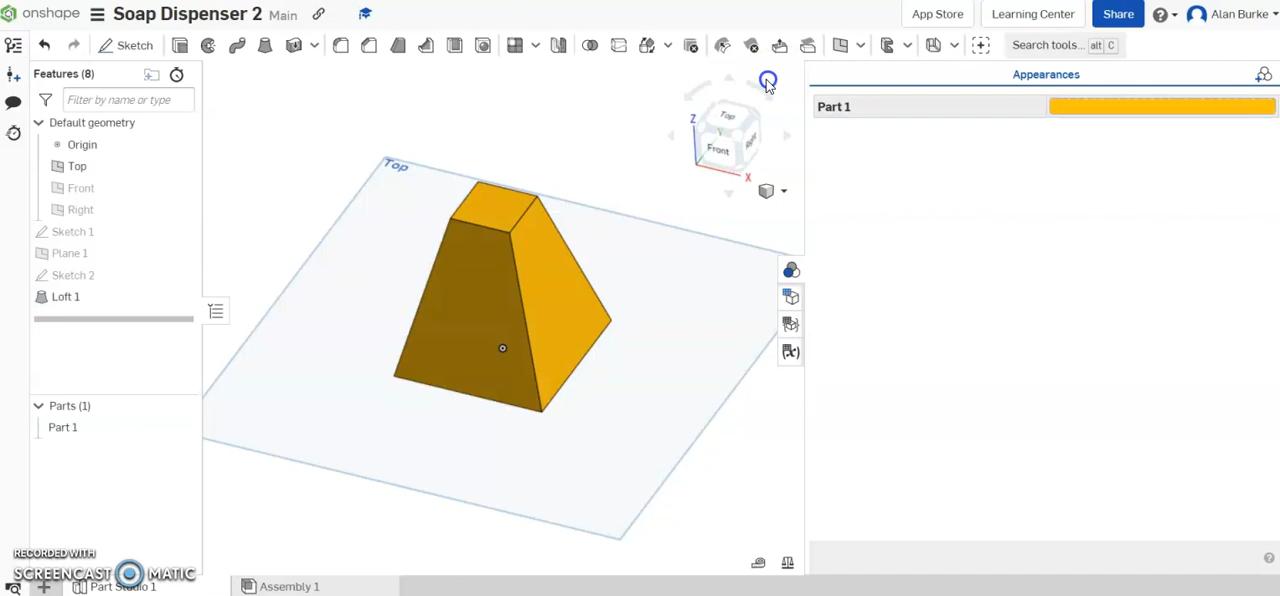 onshape Soap Dispenser 2 Main App Store Learning Center Share Alan Burke
Sketch Search tools... alt C
Features (8)
Filter by name or type
Default geometry
Origin
Top
Front
Right
Sketch 1
Plane 1
Sketch 2
Loft 1
Parts (1)
Part 1
Top
Top
Front
Right
Z
Y
X
(x)
Appearances
Part 1
RECORDED WITH
SCREENCAST MATIC
Part Studio 1 Assembly 1